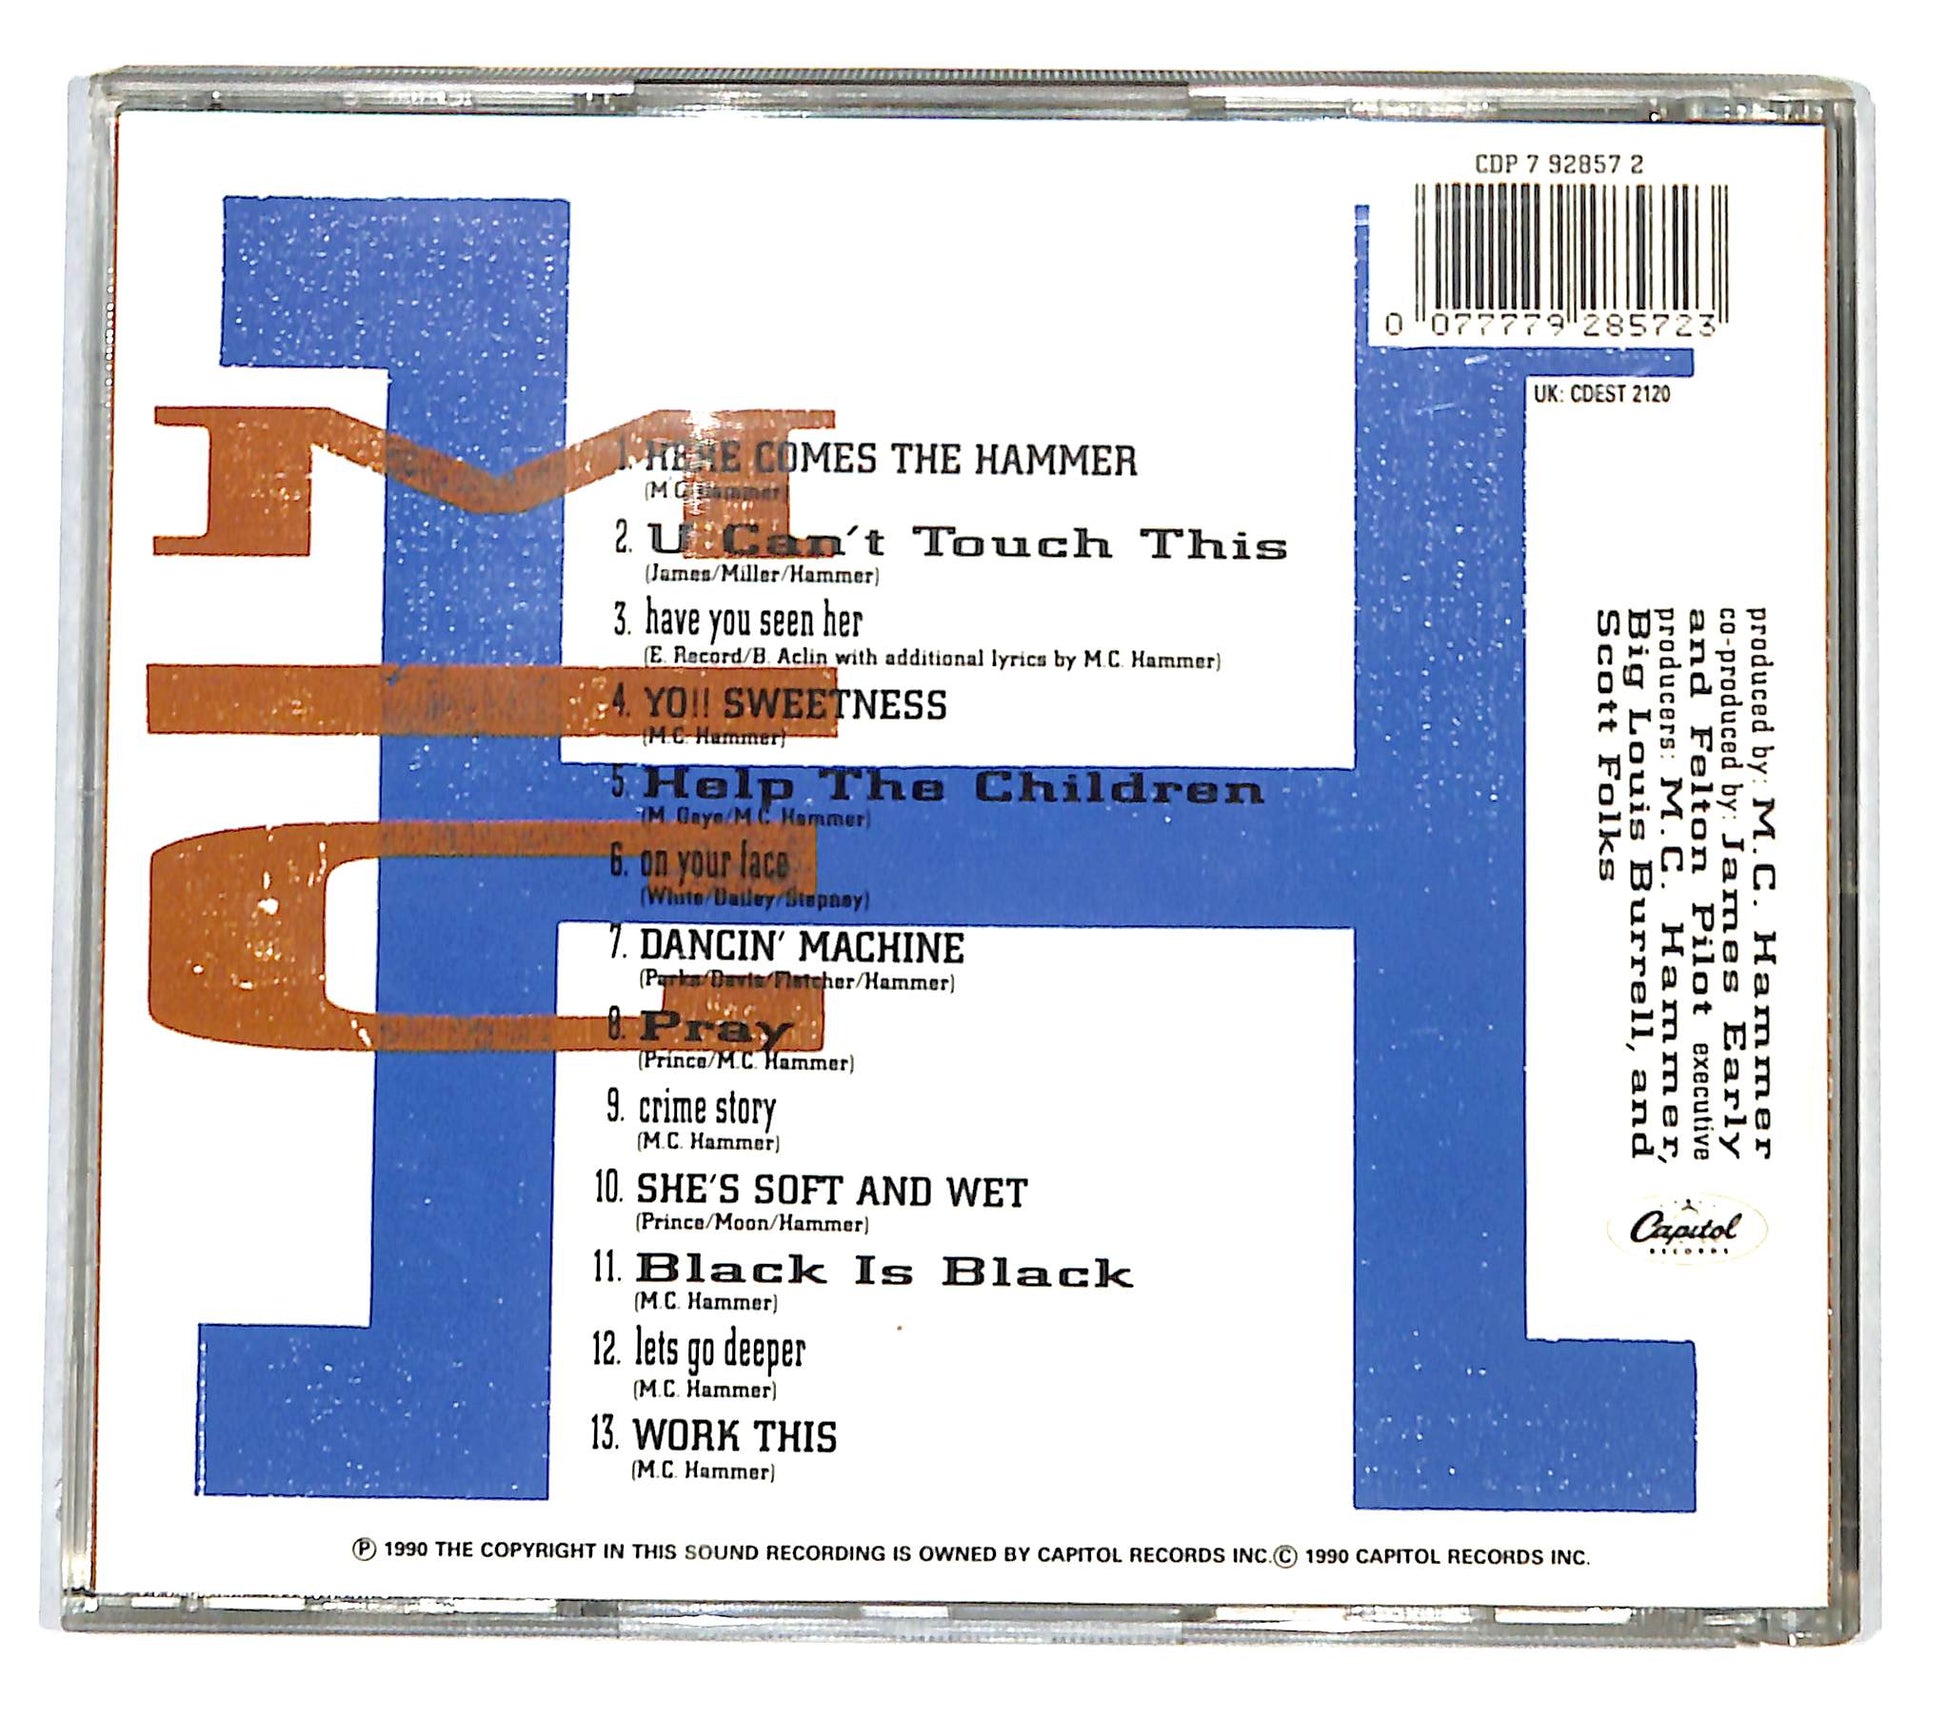 CDP 7 92857 2
0 077779 285723
UK: CDEST 2120
M.C.
H
1. HERE COMES THE HAMMER
(M.C. Hammer)
2. U Can't Touch This
(James/Miller/Hammer)
3. have you seen her
(E. Record/B. Aclin with additional lyrics by M.C. Hammer)
4. YO!! SWEETNESS
(M.C. Hammer)
5. Help The Children
(M. Gaye/M.C. Hammer)
6. on your face
(White/Bailey/Stepney)
7. DANCIN' MACHINE
(Parks/Davis/Fletcher/Hammer)
8. Pray
(Prince/M.C. Hammer)
9. crime story
(M.C. Hammer)
10. SHE'S SOFT AND WET
(Prince/Moon/Hammer)
11. Black Is Black
(M.C. Hammer)
12. lets go deeper
(M.C. Hammer)
13. WORK THIS
(M.C. Hammer)
produced by: M.C. Hammer
co-produced by: James Early
and Felton Pilot executive
producers: M.C. Hammer,
Big Louis Burrell, and
Scott Folks
Capitol
RECORDS
Ⓟ 1990 THE COPYRIGHT IN THIS SOUND RECORDING IS OWNED BY CAPITOL RECORDS INC.© 1990 CAPITOL RECORDS INC.